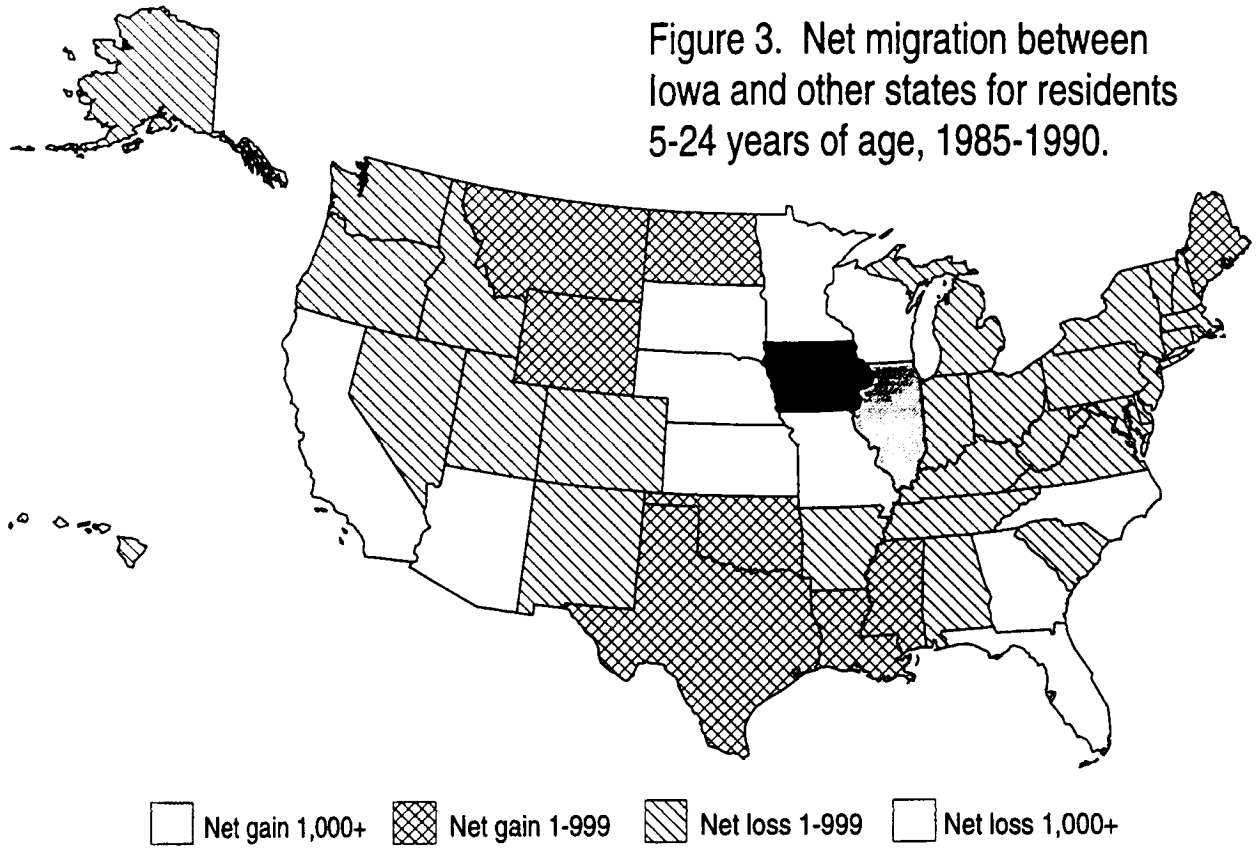 Figure 3. Net migration between
Iowa and other states for residents
5-24 years of age, 1985-1990.
Net gain 1,000+ Net gain 1-999 Net loss 1-999 Net loss 1,000+